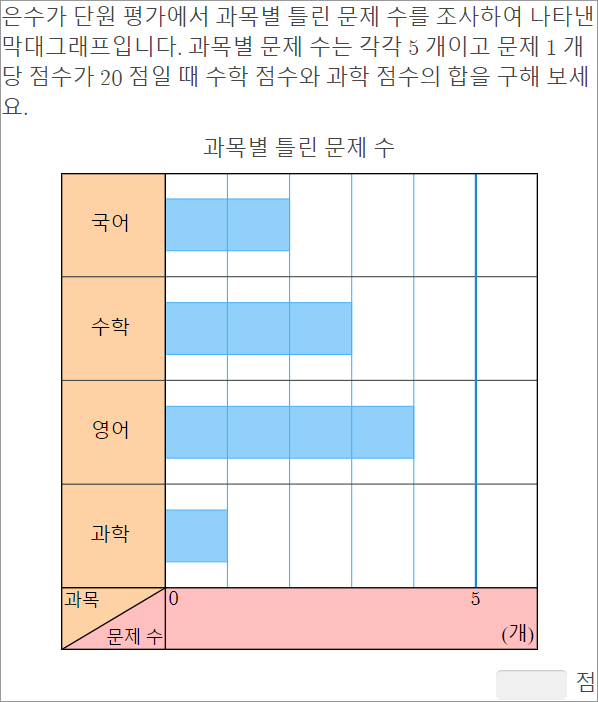 은수가 단원 평가에서 과목별 틀린 문제 수를 조사하여 나타낸
막대그래프입니다. 과목별 문제 수는 각각 5 개이고 문제 1 개
당 점수가 20 점일 때 수학 점수와 과학 점수의 합을 구해 보세
요.
과목별 틀린 문제 수
국어
수학
영어
과학
과목
문제 수
0
5
(개)
점